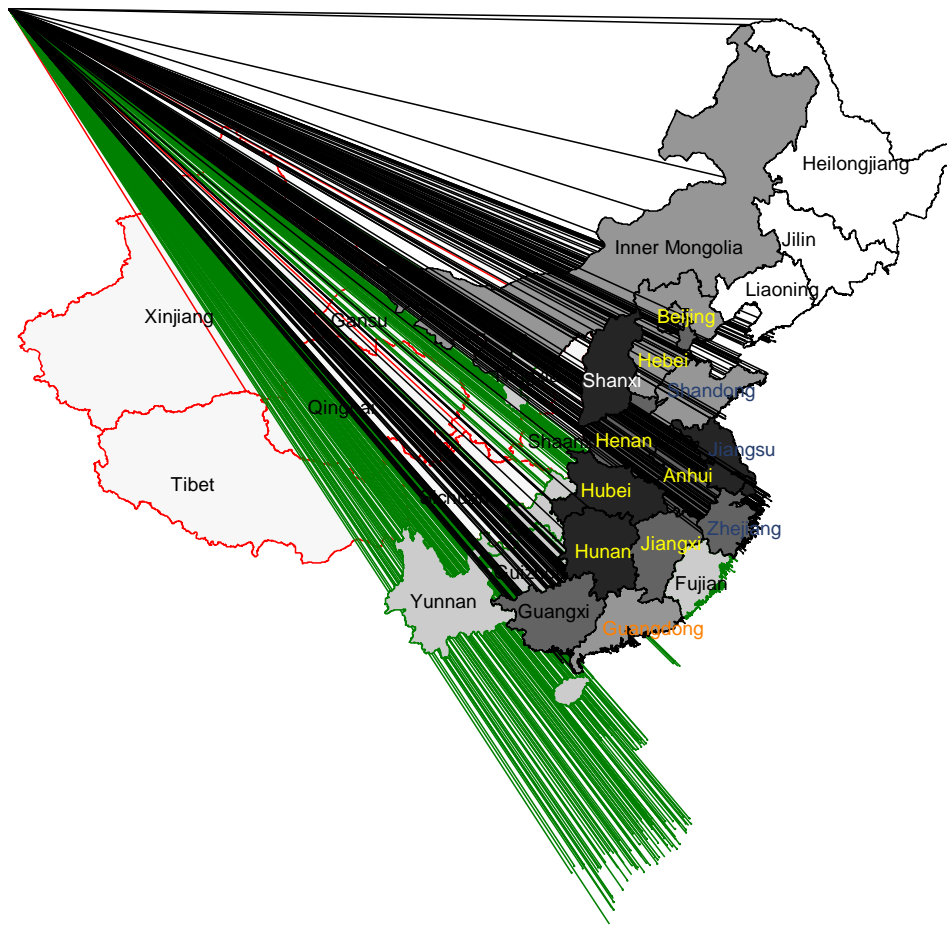 Heilongjiang
Jilin
Inner Mongolia
Liaoning
Xinjiang
Gansu
Beijing
Hebei
Shanxi
Shandong
Qinghai
Henan
Jiangsu
Anhui
Tibet
Hubei
Zhejiang
Hunan
Jiangxi
Fujian
Yunnan
Guangxi
Guangdong